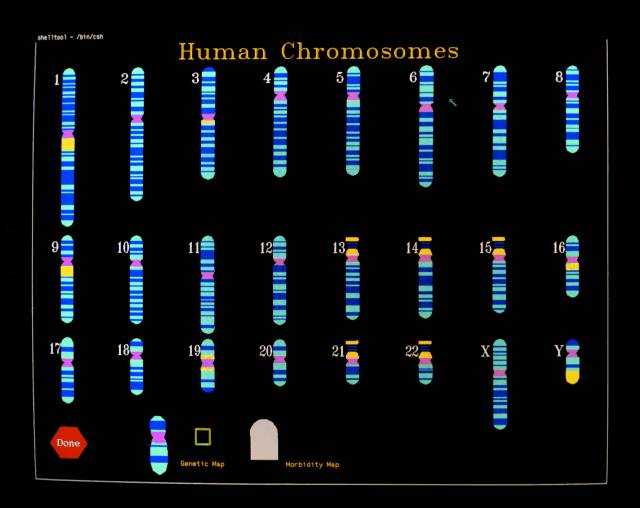 shelltool - /bin/csh
Human Chromosomes
1 2 3 4 5 6 7 8
9 10 11 12 13 14 15 16
17 18 19 20 21 22 X Y
Done
Genetic Map
Morbidity Map